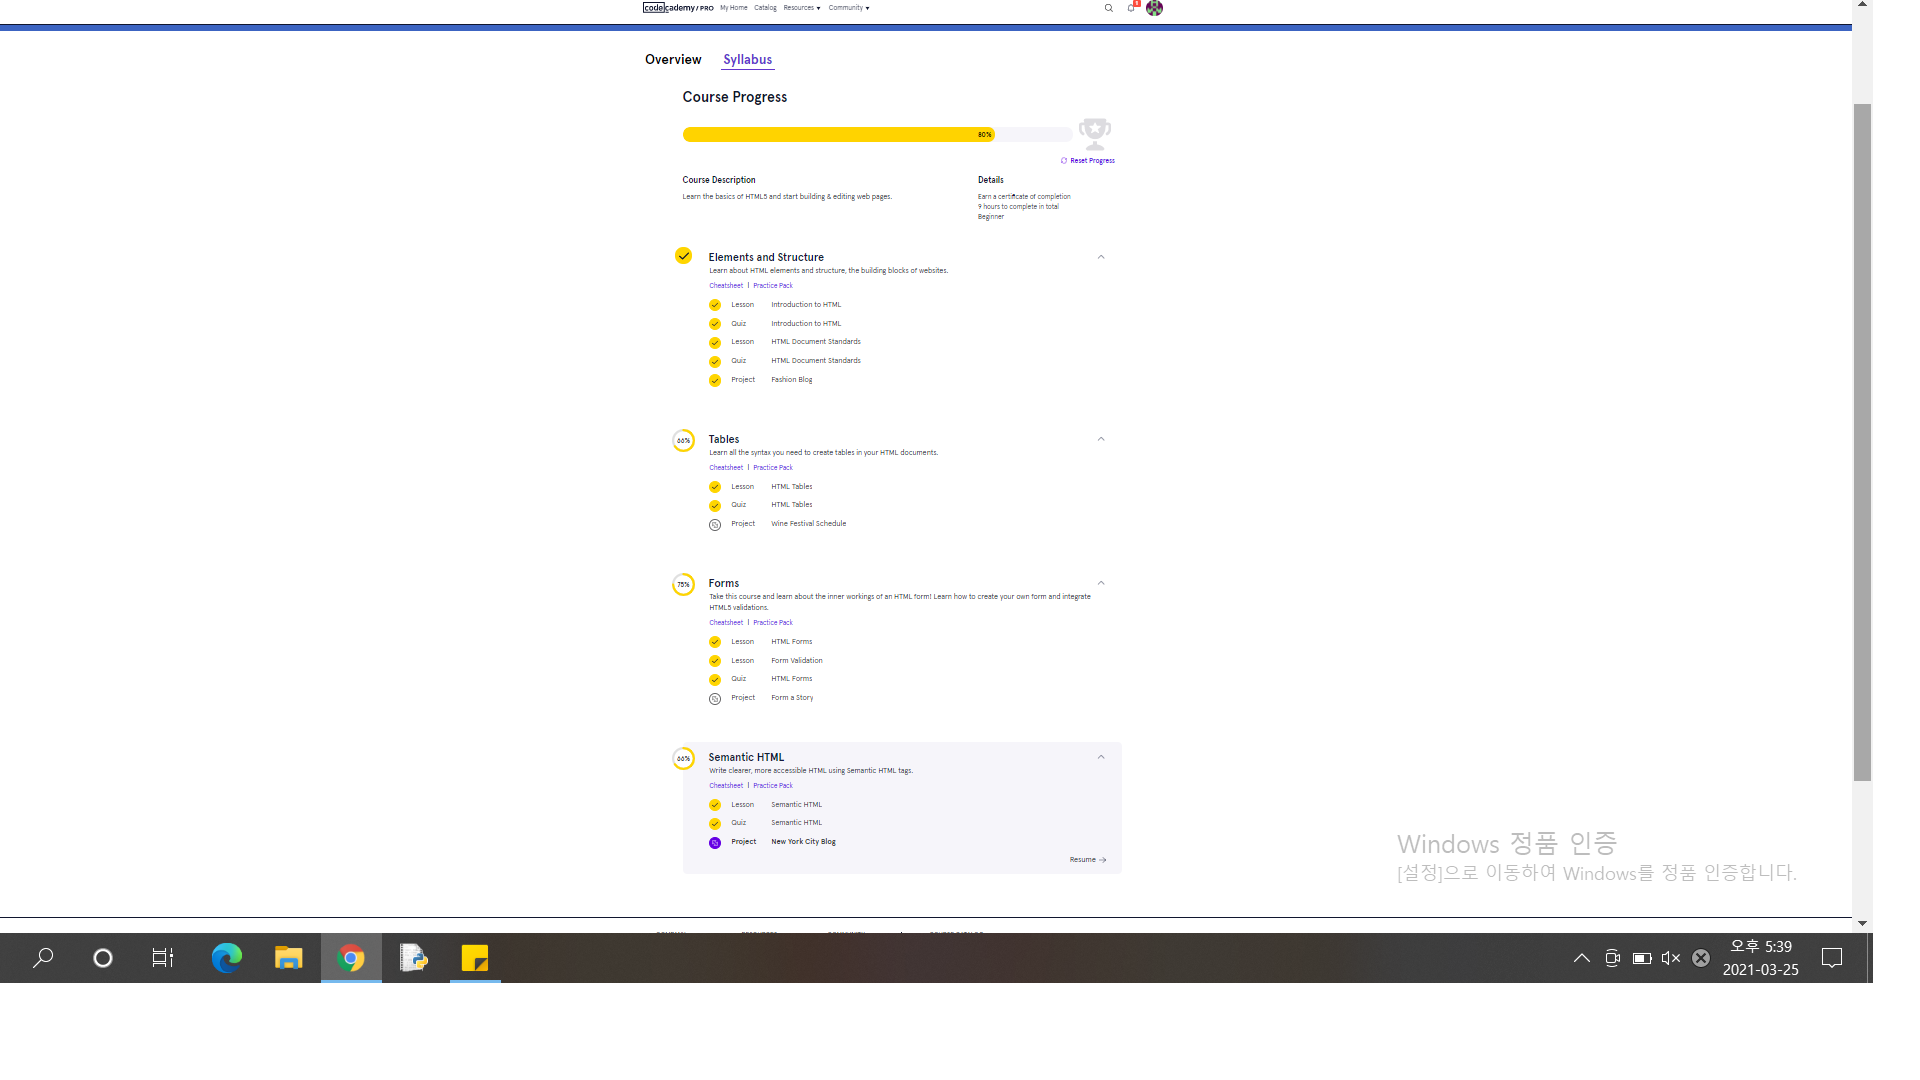 codecademy/PRO My Home Catalog Resources Community
Overview Syllabus
Course Progress
80%
Reset Progress
Course Description
Learn the basics of HTML5 and start building & editing web pages.
Details
Earn a certificate of completion
9 hours to complete in total
Beginner
Elements and Structure
Learn about HTML elements and structure, the building blocks of websites.
Cheatsheet | Practice Pack
Lesson Introduction to HTML
Quiz Introduction to HTML
Lesson HTML Document Standards
Quiz HTML Document Standards
Project Fashion Blog
66% Tables
Learn all the syntax you need to create tables in your HTML documents.
Cheatsheet | Practice Pack
Lesson HTML Tables
Quiz HTML Tables
Project Wine Festival Schedule
75% Forms
Take this course and learn about the inner workings of an HTML form! Learn how to create your own form and integrate
HTML5 validations.
Cheatsheet | Practice Pack
Lesson HTML Forms
Lesson Form Validation
Quiz HTML Forms
Project Form a Story
66% Semantic HTML
Write clearer, more accessible HTML using Semantic HTML tags.
Cheatsheet | Practice Pack
Lesson Semantic HTML
Quiz Semantic HTML
Project New York City Blog
Resume
Windows 정품 인증
[설정]으로 이동하여 Windows를 정품 인증합니다.
오후 5:39
2021-03-25